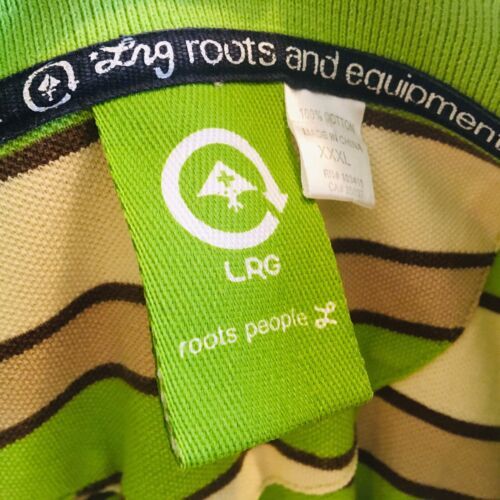 Lrg roots and equipment
100% COTTON
MADE IN CHINA
XXXL
LRG
roots people L